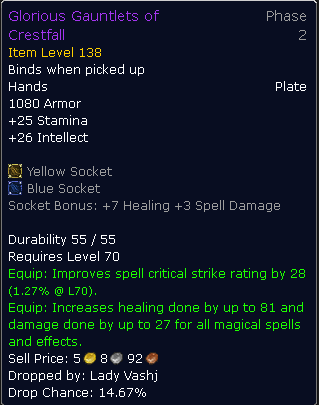 Glorious Gauntlets of Phase
Crestfall 2
Item Level 138
Binds when picked up
Hands Plate
1080 Armor
+25 Stamina
+26 Intellect
Yellow Socket
Blue Socket
Socket Bonus: +7 Healing +3 Spell Damage
Durability 55 / 55
Requires Level 70
Equip: Improves spell critical strike rating by 28
(1.27% @ L70).
Equip: Increases healing done by up to 81 and
damage done by up to 27 for all magical spells
and effects.
Sell Price: 5 8 92
Dropped by: Lady Vashj
Drop Chance: 14.67%